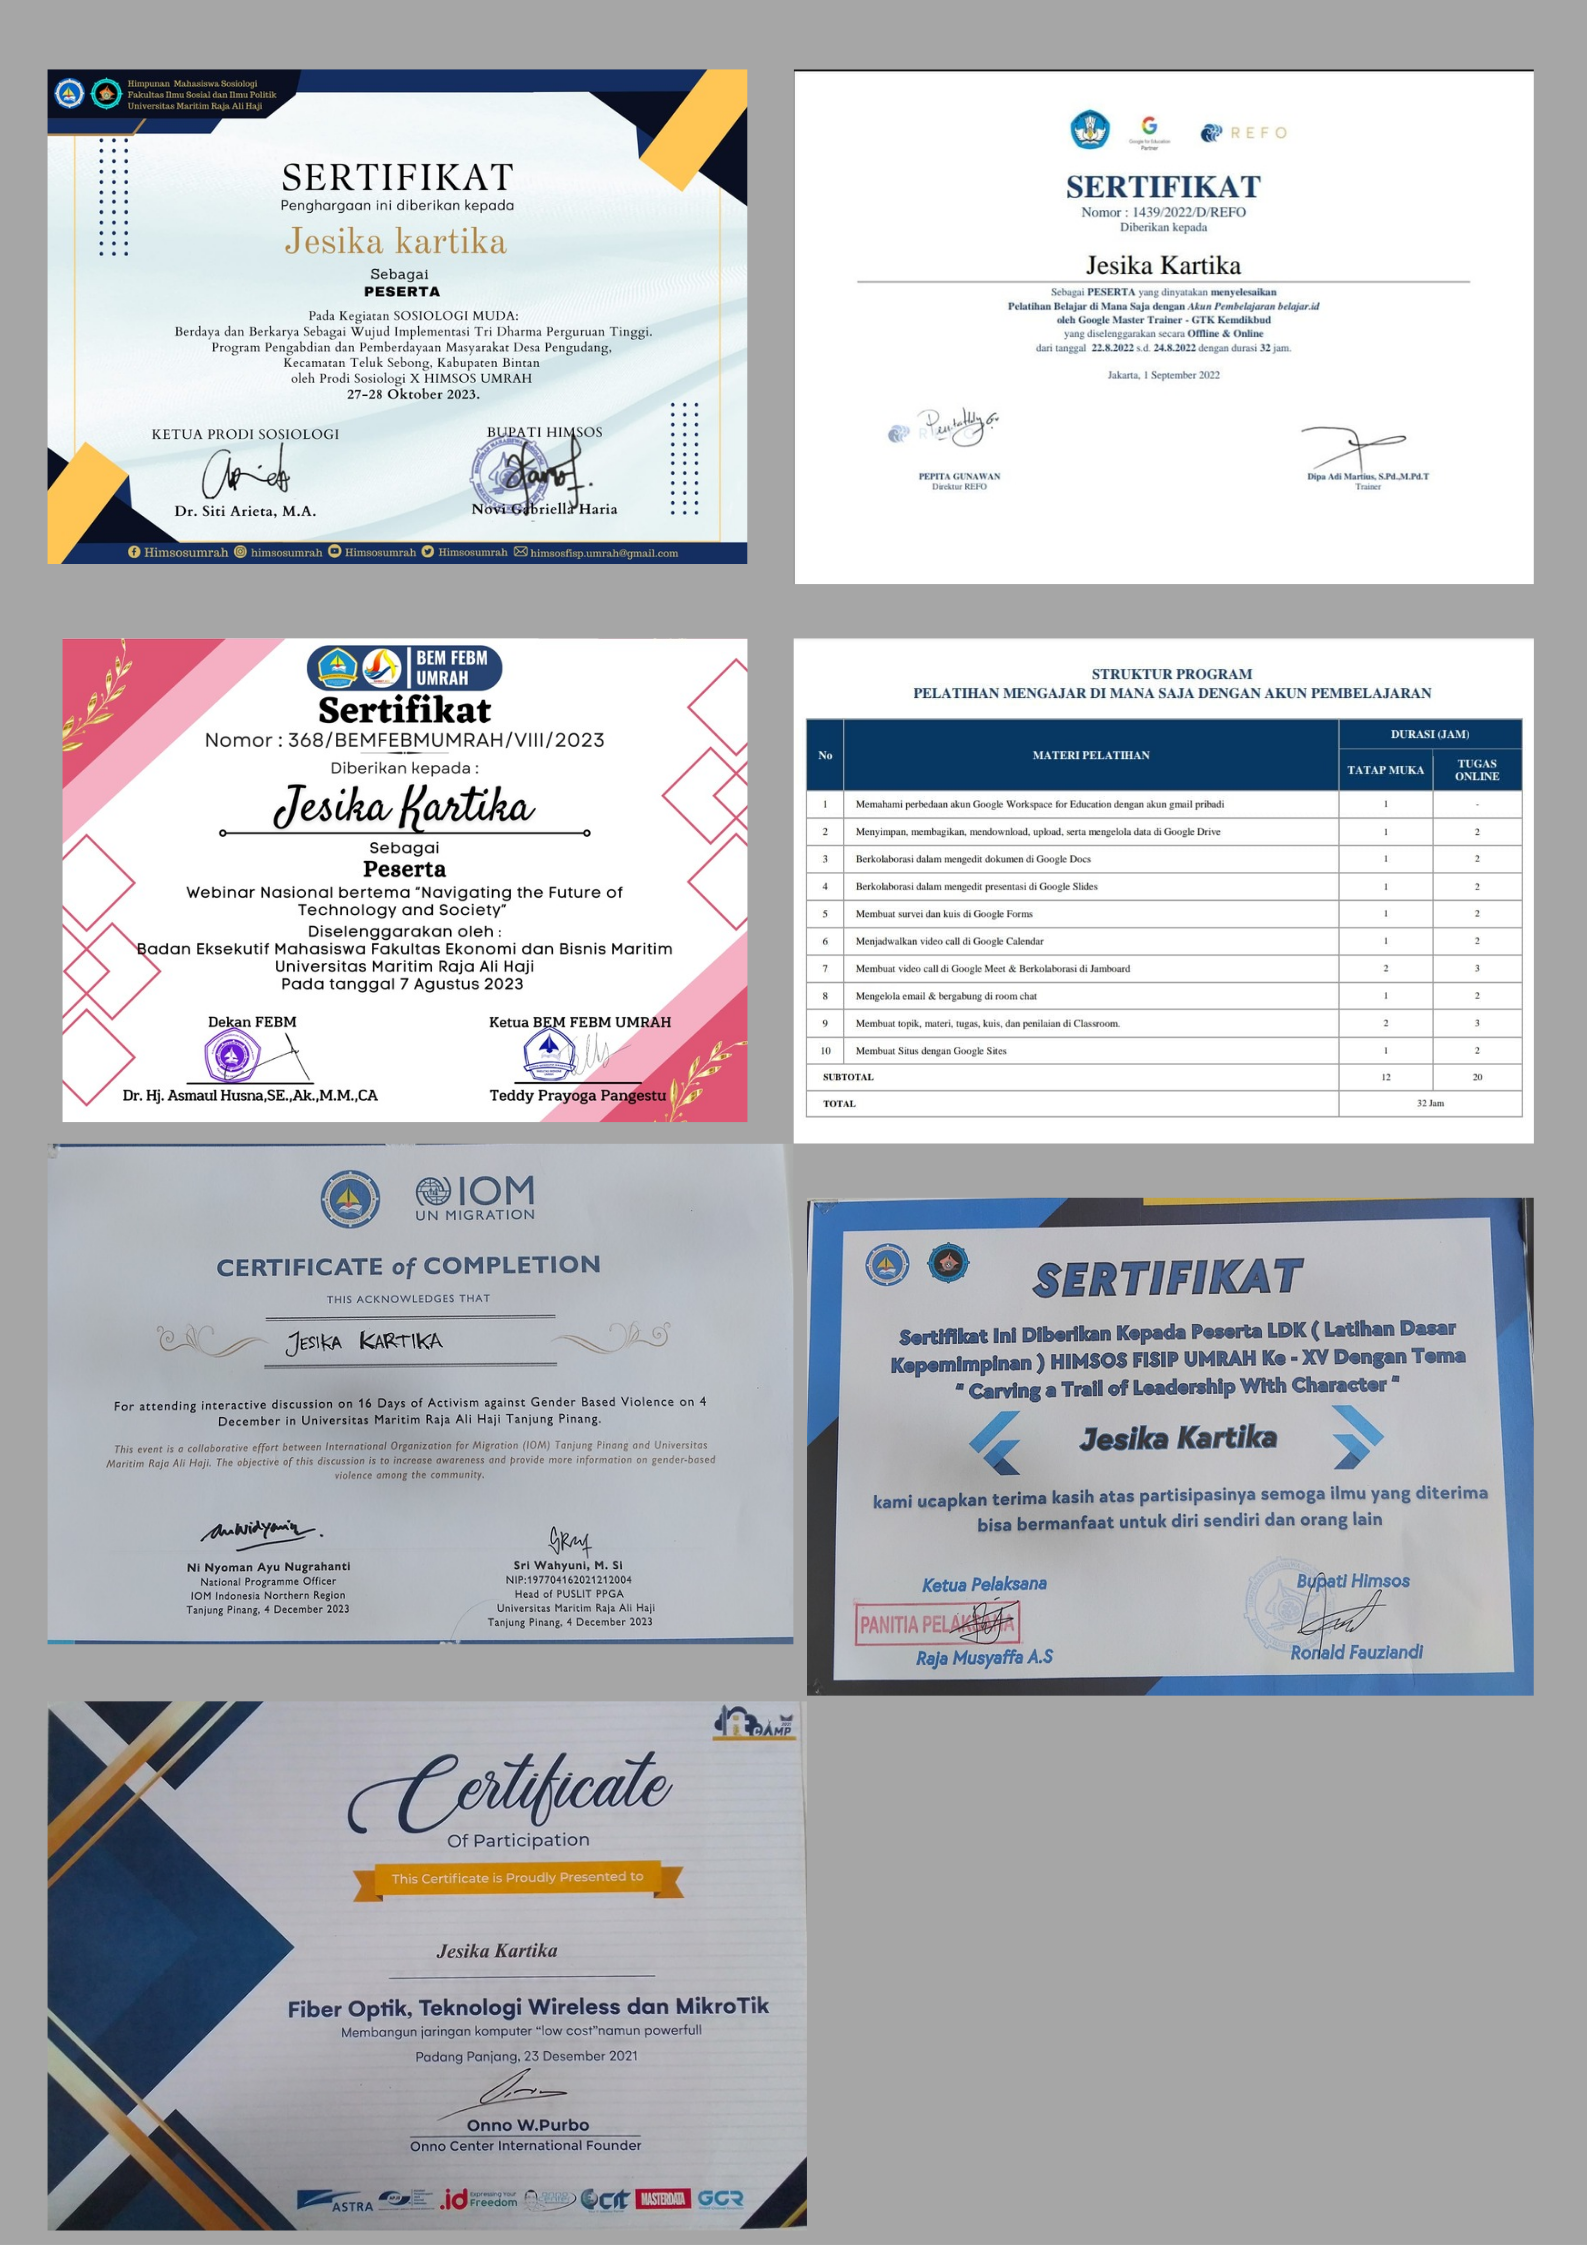 Himpunan Mahasiswa Sosiologi
Fakultas Ilmu Sosial dan Ilmu Politik
Universitas Maritim Raja Ali Haji
SERTIFIKAT
Penghargaan ini diberikan kepada
Jesika kartika
Sebagai
PESERTA
Pada Kegiatan SOSIOLOGI MUDA:
Berdaya dan Berkarya Sebagai Wujud Implementasi Tri Dharma Perguruan Tinggi.
Program Pengabdian dan Pemberdayaan Masyarakat Desa Pengudang,
Kecamatan Teluk Sebong, Kabupaten Bintan
oleh Prodi Sosiologi X HIMSOS UMRAH
27-28 Oktober 2023.
KETUA PRODI SOSIOLOGI
Dr. Siti Arieta, M.A.
BUPATI HIMSOS
Novi Gabriella Haria
Himsosumrah himsosumrah Himsosumrah Himsosumrah himsosfisp.umrah@gmail.com
Google for Education
Partner
REFO
SERTIFIKAT
Nomor : 1439/2022/D/REFO
Diberikan kepada
Jesika Kartika
Sebagai PESERTA yang dinyatakan menyelesaikan
Pelatihan Belajar di Mana Saja dengan Akun Pembelajaran belajar.id
oleh Google Master Trainer - GTK Kemdikbud
yang diselenggarakan secara Offline & Online
dari tanggal 22.8.2022 s.d. 24.8.2022 dengan durasi 32 jam.
Jakarta, 1 September 2022
PEPITA GUNAWAN
Direktur REFO
Dipa Adi Martius, S.Pd.,M.Pd.T
Trainer
BEM FEBM
UMRAH
Sertifikat
Nomor : 368/BEMFEBMUMRAH/VIII/2023
Diberikan kepada :
Jesika Kartika
Sebagai
Peserta
Webinar Nasional bertema "Navigating the Future of
Technology and Society"
Diselenggarakan oleh :
Badan Eksekutif Mahasiswa Fakultas Ekonomi dan Bisnis Maritim
Universitas Maritim Raja Ali Haji
Pada tanggal 7 Agustus 2023
Dekan FEBM
Dr. Hj. Asmaul Husna,SE.,Ak.,M.M.,CA
Ketua BEM FEBM UMRAH
Teddy Prayoga Pangestu
STRUKTUR PROGRAM
PELATIHAN MENGAJAR DI MANA SAJA DENGAN AKUN PEMBELAJARAN
No MATERI PELATIHAN DURASI (JAM)
TATAP MUKA TUGAS ONLINE
1 Memahami perbedaan akun Google Workspace for Education dengan akun gmail pribadi 1 -
2 Menyimpan, membagikan, mendownload, upload, serta mengelola data di Google Drive 1 2
3 Berkolaborasi dalam mengedit dokumen di Google Docs 1 2
4 Berkolaborasi dalam mengedit presentasi di Google Slides 1 2
5 Membuat survei dan kuis di Google Forms 1 2
6 Menjadwalkan video call di Google Calendar 1 2
7 Membuat video call di Google Meet & Berkolaborasi di Jamboard 2 3
8 Mengelola email & bergabung di room chat 1 2
9 Membuat topik, materi, tugas, kuis, dan penilaian di Classroom. 2 3
10 Membuat Situs dengan Google Sites 1 2
SUBTOTAL 12 20
TOTAL 32 Jam
IOM
UN MIGRATION
CERTIFICATE of COMPLETION
THIS ACKNOWLEDGES THAT
JESIKA KARTIKA
For attending interactive discussion on 16 Days of Activism against Gender Based Violence on 4
December in Universitas Maritim Raja Ali Haji Tanjung Pinang.
This event is a collaborative effort between International Organization for Migration (IOM) Tanjung Pinang and Universitas
Maritim Raja Ali Haji. The objective of this discussion is to increase awareness and provide more information on gender-based
violence among the community.
Ni Nyoman Ayu Nugrahanti
National Programme Officer
IOM Indonesia Northern Region
Tanjung Pinang, 4 December 2023
Sri Wahyuni, M. Si
NIP:197704162021212004
Head of PUSLIT PPGA
Universitas Maritim Raja Ali Haji
Tanjung Pinang, 4 December 2023
SERTIFIKAT
Sertifikat Ini Diberikan Kepada Peserta LDK ( Latihan Dasar
Kepemimpinan ) HIMSOS FISIP UMRAH Ke - XV Dengan Tema
" Carving a Trail of Leadership With Character "
Jesika Kartika
kami ucapkan terima kasih atas partisipasinya semoga ilmu yang diterima
bisa bermanfaat untuk diri sendiri dan orang lain
Ketua Pelaksana
PANITIA PELAKSANA
Raja Musyaffa A.S
Bupati Himsos
Ronald Fauziandi
CAMP
Certificate
Of Participation
This Certificate is Proudly Presented to
Jesika Kartika
Fiber Optik, Teknologi Wireless dan MikroTik
Membangun jaringan komputer "low cost"namun powerfull
Padang Panjang, 23 Desember 2021
Onno W.Purbo
Onno Center International Founder
ASTRA
.id Expressing Your Freedom
CIT
MASTERDATA
GCR